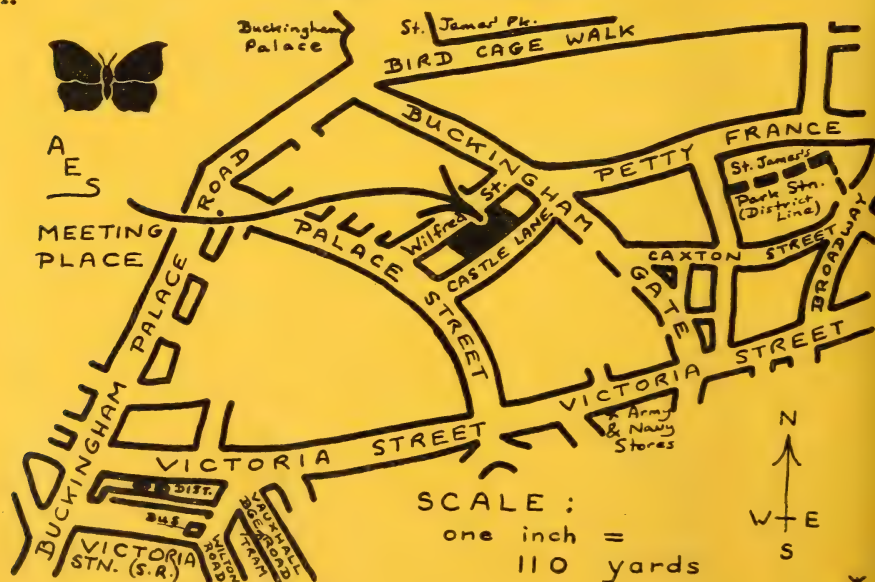 Buckingham
Palace
St. James' Pk.
BIRD CAGE WALK
BUCKINGHAM
GATE
PETTY FRANCE
St. James's
Park Stn.
(District
Line)
A
E
S
MEETING
PLACE
BUCKINGHAM PALACE ROAD
Wilfred St.
CASTLE LANE
PALACE STREET
CAXTON STREET
BROADWAY
VICTORIA STREET
x Army
& Navy
Stores
VICTORIA STREET
DIST.
BUS
VICTORIA
STN. (S.R.)
WILTON
ROAD
TRAM
VAUXHALL
BGE. ROAD
SCALE :
one inch =
110 yards
N
W E
S